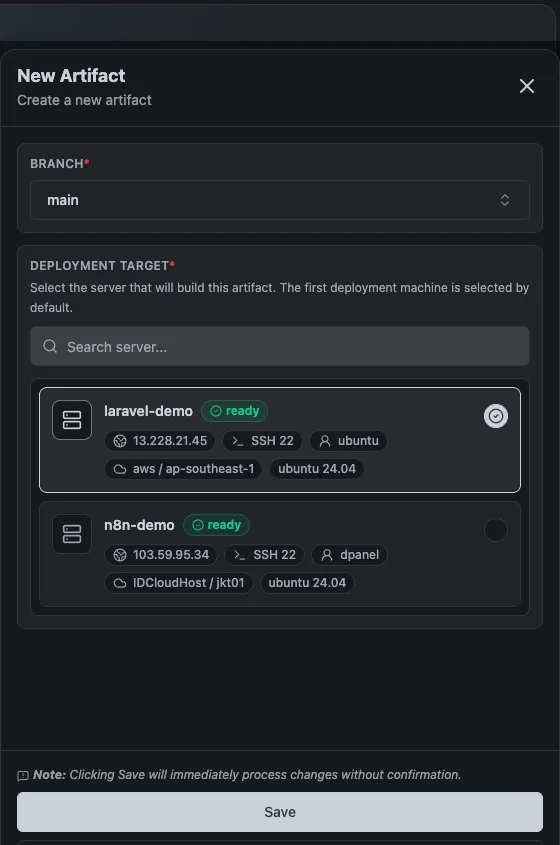 New Artifact
Create a new artifact
BRANCH*
main
DEPLOYMENT TARGET*
Select the server that will build this artifact. The first deployment machine is selected by
default.
Search server...
laravel-demo ready
13.228.21.45 SSH 22 ubuntu
aws / ap-southeast-1 ubuntu 24.04
n8n-demo ready
103.59.95.34 SSH 22 dpanel
IDCloudHost / jkt01 ubuntu 24.04
Note: Clicking Save will immediately process changes without confirmation.
Save